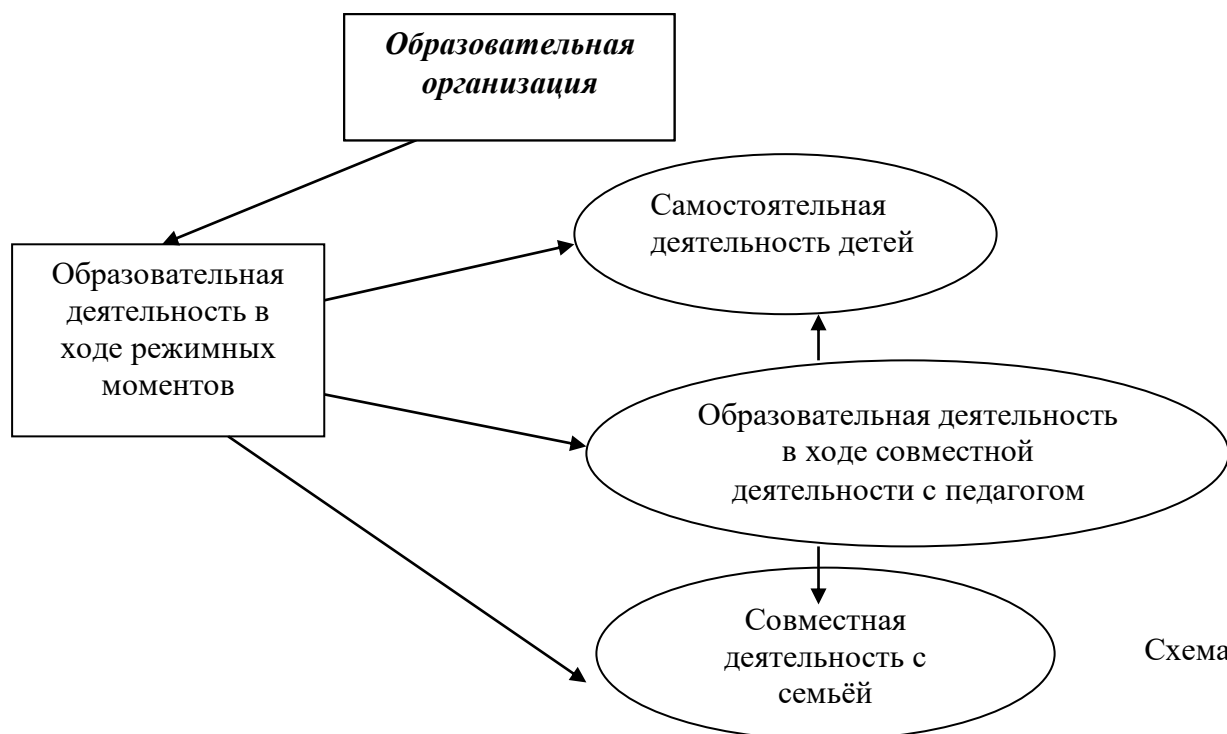 Образовательная
организация
Самостоятельная
деятельность детей
Образовательная
деятельность в
ходе режимных
моментов
Образовательная деятельность
в ходе совместной
деятельности с педагогом
Совместная
деятельность с
семьёй
Схема